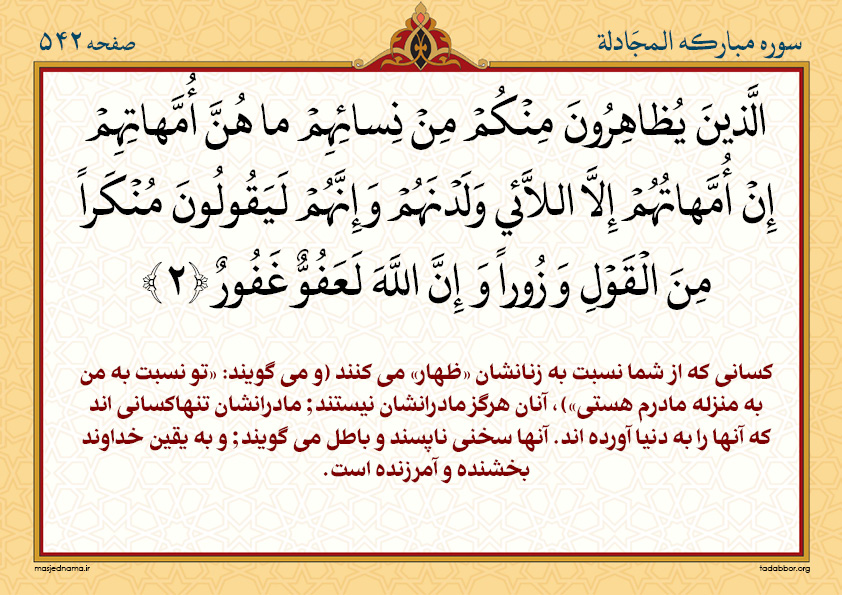 سوره مبارکه المجَادلة
صفحه ۵۴۲
الَّذينَ يُظاهِرُونَ مِنْكُمْ مِنْ نِسائِهِمْ ما هُنَّ أُمَّهاتِهِمْ
إِنْ أُمَّهاتُهُمْ إِلاَّ اللاَّئي وَلَدْنَهُمْ وَ إِنَّهُمْ لَيَقُولُونَ مُنْكَراً
مِنَ الْقَوْلِ وَ زُوراً وَ إِنَّ اللَّهَ لَعَفُوٌّ غَفُورٌ ﴿۲﴾
کسانی که از شما نسبت به زنانشان «ظهار» می کنند (و می گویند: «تو نسبت به من
به منزله مادرم هستی»)، آنان هرگز مادرانشان نیستند; مادرانشان تنهاکسانی اند
که آنها را به دنیا آورده اند. آنها سخنی ناپسند و باطل می گویند; و به یقین خداوند
بخشنده و آمرزنده است.
masjednama.ir
tadabbor.org